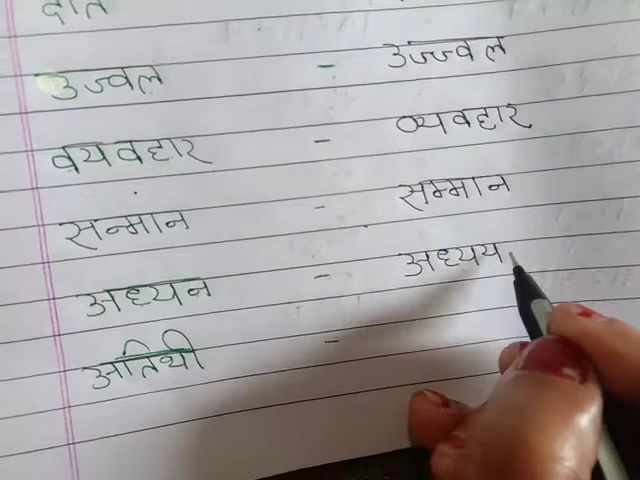 उज्वल - उज्ज्वल
वयवहार - व्यवहार
सन्मान - सम्मान
अध्यन - अध्यय
अतिथी -